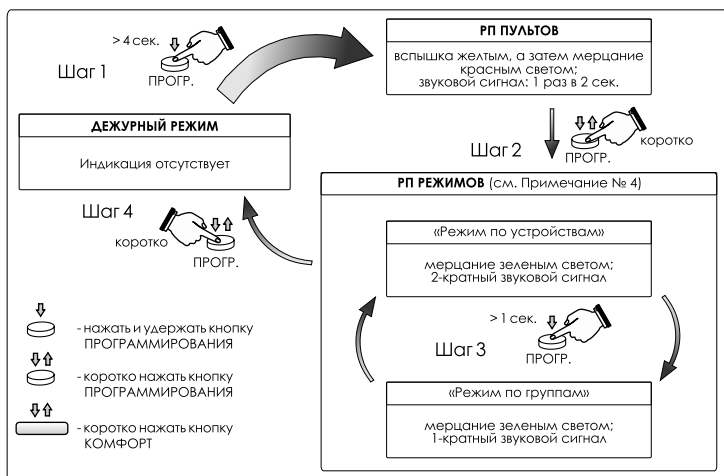 > 4 сек.
Шаг 1
ПРОГР.
РП ПУЛЬТОВ
вспышка желтым, а затем мерцание
красным светом;
звуковой сигнал: 1 раз в 2 сек.
ДЕЖУРНЫЙ РЕЖИМ
Индикация отсутствует
Шаг 2
коротко
ПРОГР.
РП РЕЖИМОВ (см. Примечание № 4)
«Режим по устройствам»
мерцание зеленым светом;
2-кратный звуковой сигнал
> 1 сек.
Шаг 3
ПРОГР.
«Режим по группам»
мерцание зеленым светом;
1-кратный звуковой сигнал
Шаг 4
коротко
ПРОГР.
- нажать и удержать кнопку
ПРОГРАММИРОВАНИЯ
- коротко нажать кнопку
ПРОГРАММИРОВАНИЯ
- коротко нажать кнопку
КОМФОРТ